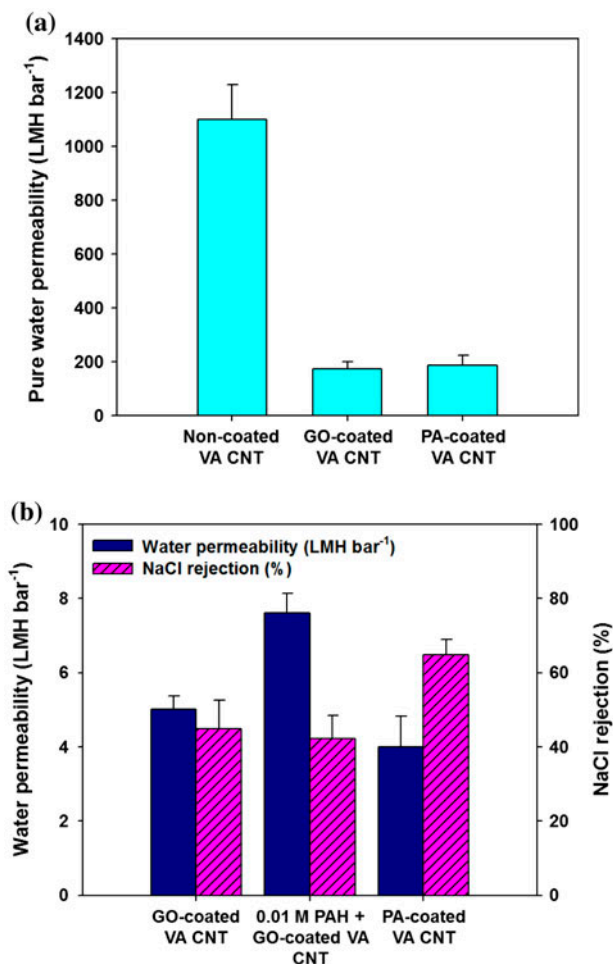 (a)
Pure water permeability (LMH bar⁻¹)
1400
1200
1000
800
600
400
200
0
Non-coated
VA CNT
GO-coated
VA CNT
PA-coated
VA CNT
(b)
Water permeability (LMH bar⁻¹)
10
8
6
4
2
0
Water permeability (LMH bar⁻¹)
NaCl rejection (%)
100
80
60
40
20
0
NaCl rejection (%)
GO-coated
VA CNT
0.01 M PAH +
GO-coated VA
CNT
PA-coated
VA CNT